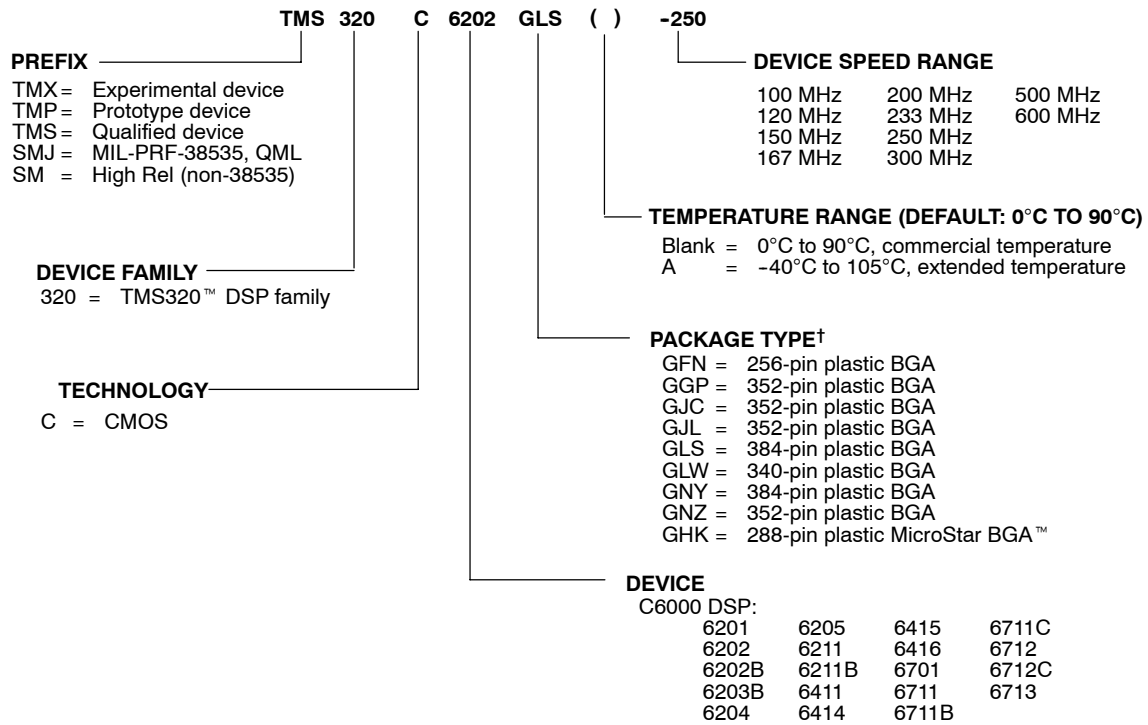 TMS 320 C 6202 GLS ( ) -250
PREFIX
TMX = Experimental device
TMP = Prototype device
TMS = Qualified device
SMJ = MIL-PRF-38535, QML
SM = High Rel (non-38535)
DEVICE SPEED RANGE
100 MHz 200 MHz 500 MHz
120 MHz 233 MHz 600 MHz
150 MHz 250 MHz
167 MHz 300 MHz
TEMPERATURE RANGE (DEFAULT: 0°C TO 90°C)
Blank = 0°C to 90°C, commercial temperature
A = -40°C to 105°C, extended temperature
DEVICE FAMILY
320 = TMS320™ DSP family
PACKAGE TYPE†
GFN = 256-pin plastic BGA
GGP = 352-pin plastic BGA
GJC = 352-pin plastic BGA
GJL = 352-pin plastic BGA
GLS = 384-pin plastic BGA
GLW = 340-pin plastic BGA
GNY = 384-pin plastic BGA
GNZ = 352-pin plastic BGA
GHK = 288-pin plastic MicroStar BGA™
TECHNOLOGY
C = CMOS
DEVICE
C6000 DSP:
6201 6205 6415 6711C
6202 6211 6416 6712
6202B 6211B 6701 6712C
6203B 6411 6711 6713
6204 6414 6711B